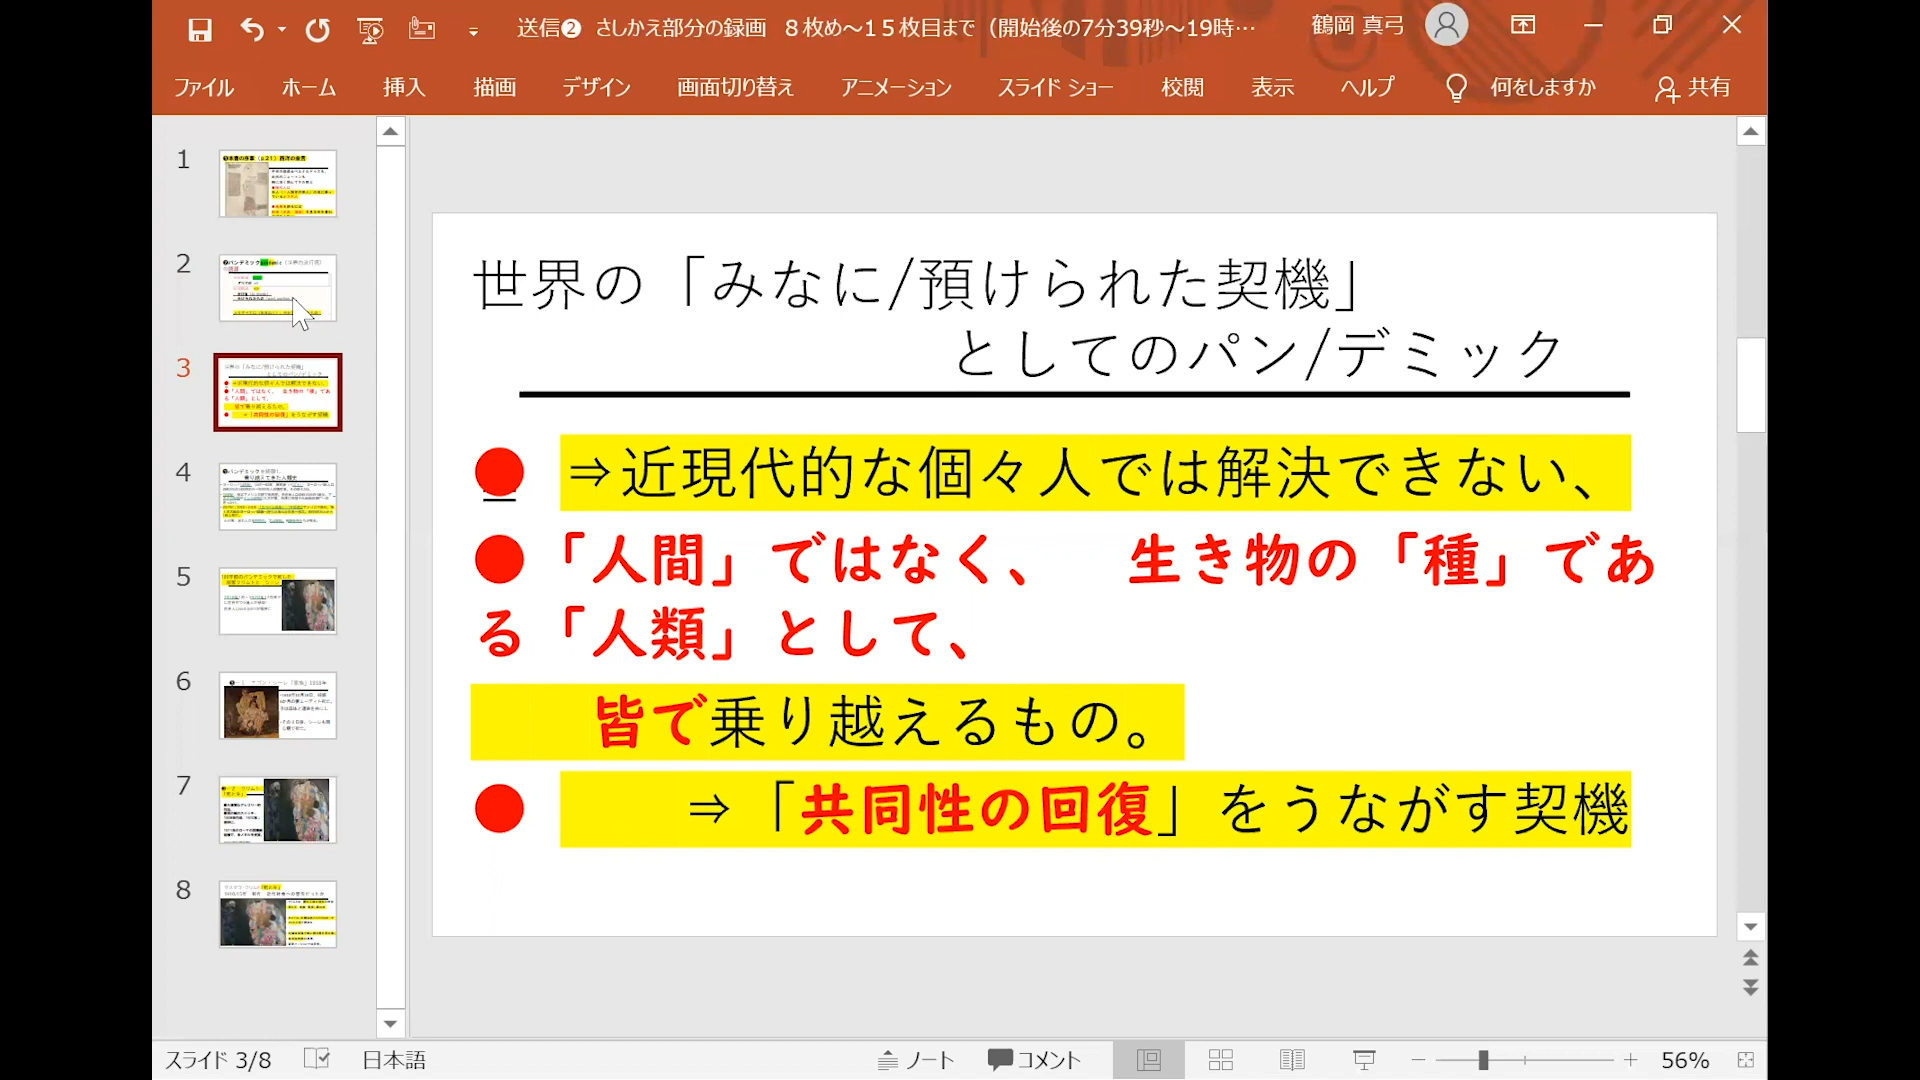 送信❷ さしかえ部分の録画 ８枚め～１５枚目まで（開始後の7分39秒～19時…
鶴岡 真弓
ファイル ホーム 挿入 描画 デザイン 画面切り替え アニメーション スライド ショー 校閲 表示 ヘルプ 何をしますか 共有
1
2
3
4
5
6
7
8
世界の「みなに/預けられた契機」
としてのパン/デミック
● ⇒近現代的な個々人では解決できない、
●「人間」ではなく、 生き物の「種」であ
る「人類」として、
皆で乗り越えるもの。
● ⇒「共同性の回復」をうながす契機
スライド 3/8 日本語 ノート コメント 56%